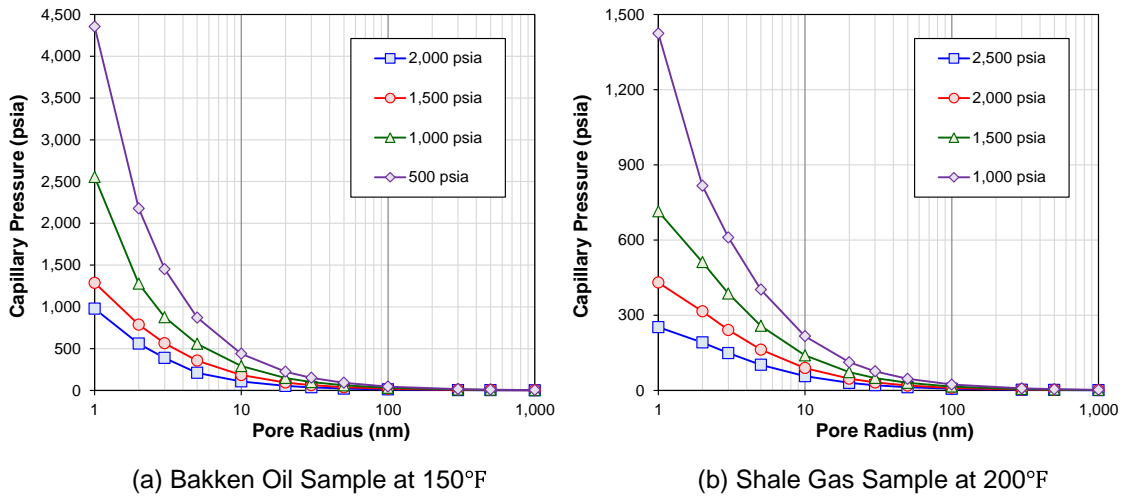 4,500
4,000
3,500
3,000
2,500
2,000
1,500
1,000
500
0
Capillary Pressure (psia)
2,000 psia
1,500 psia
1,000 psia
500 psia
1
10
100
1,000
Pore Radius (nm)
(a) Bakken Oil Sample at 150°F
1,500
1,200
900
600
300
0
Capillary Pressure (psia)
2,500 psia
2,000 psia
1,500 psia
1,000 psia
1
10
100
1,000
Pore Radius (nm)
(b) Shale Gas Sample at 200°F